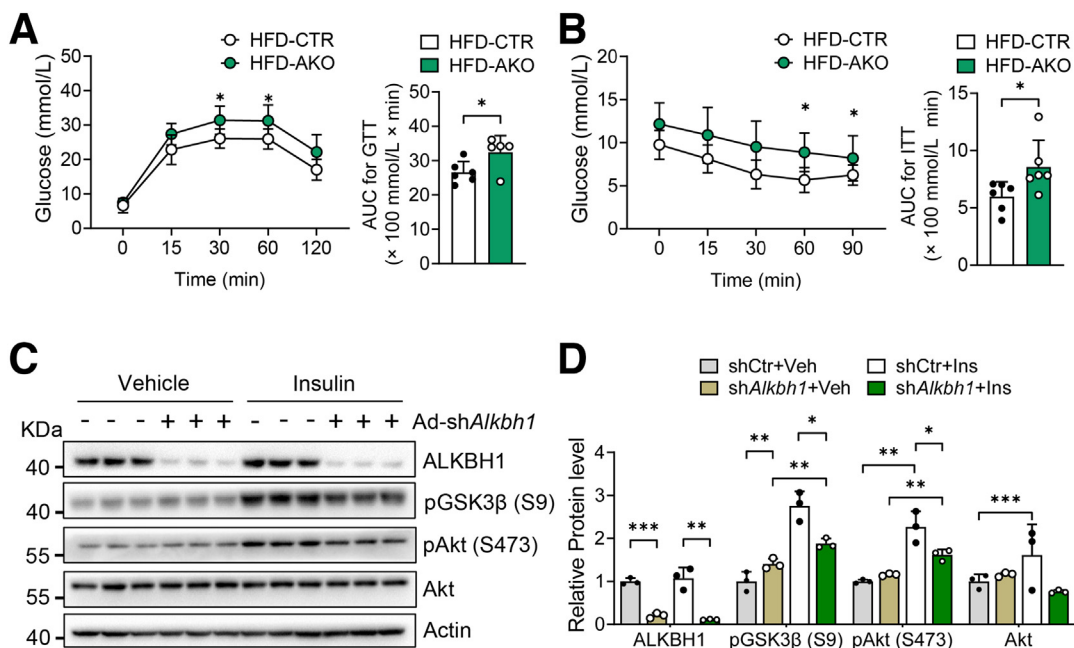 A
HFD-CTR
HFD-AKO
Glucose (mmol/L)
50
40
30
20
10
0
* *
0 15 30 60 120
Time (min)
HFD-CTR
HFD-AKO
AUC for GTT
(× 100 mmol/L × min)
50
40
30
20
10
0
*
B
HFD-CTR
HFD-AKO
Glucose (mmol/L)
20
15
10
5
0
* *
0 15 30 60 90
Time (min)
HFD-CTR
HFD-AKO
AUC for ITT
(× 100 mmol/L min)
15
10
5
0
*
C
Vehicle Insulin
- - - + + + - - - + + + Ad-shAlkbh1
KDa
40 ALKBH1
40 pGSK3β (S9)
55 pAkt (S473)
55 Akt
40 Actin
D
shCtr+Veh shCtr+Ins
shAlkbh1+Veh shAlkbh1+Ins
Relative Protein level
4
3
2
1
0
*** **
** ** *
** ** *
***
ALKBH1 pGSK3β (S9) pAkt (S473) Akt